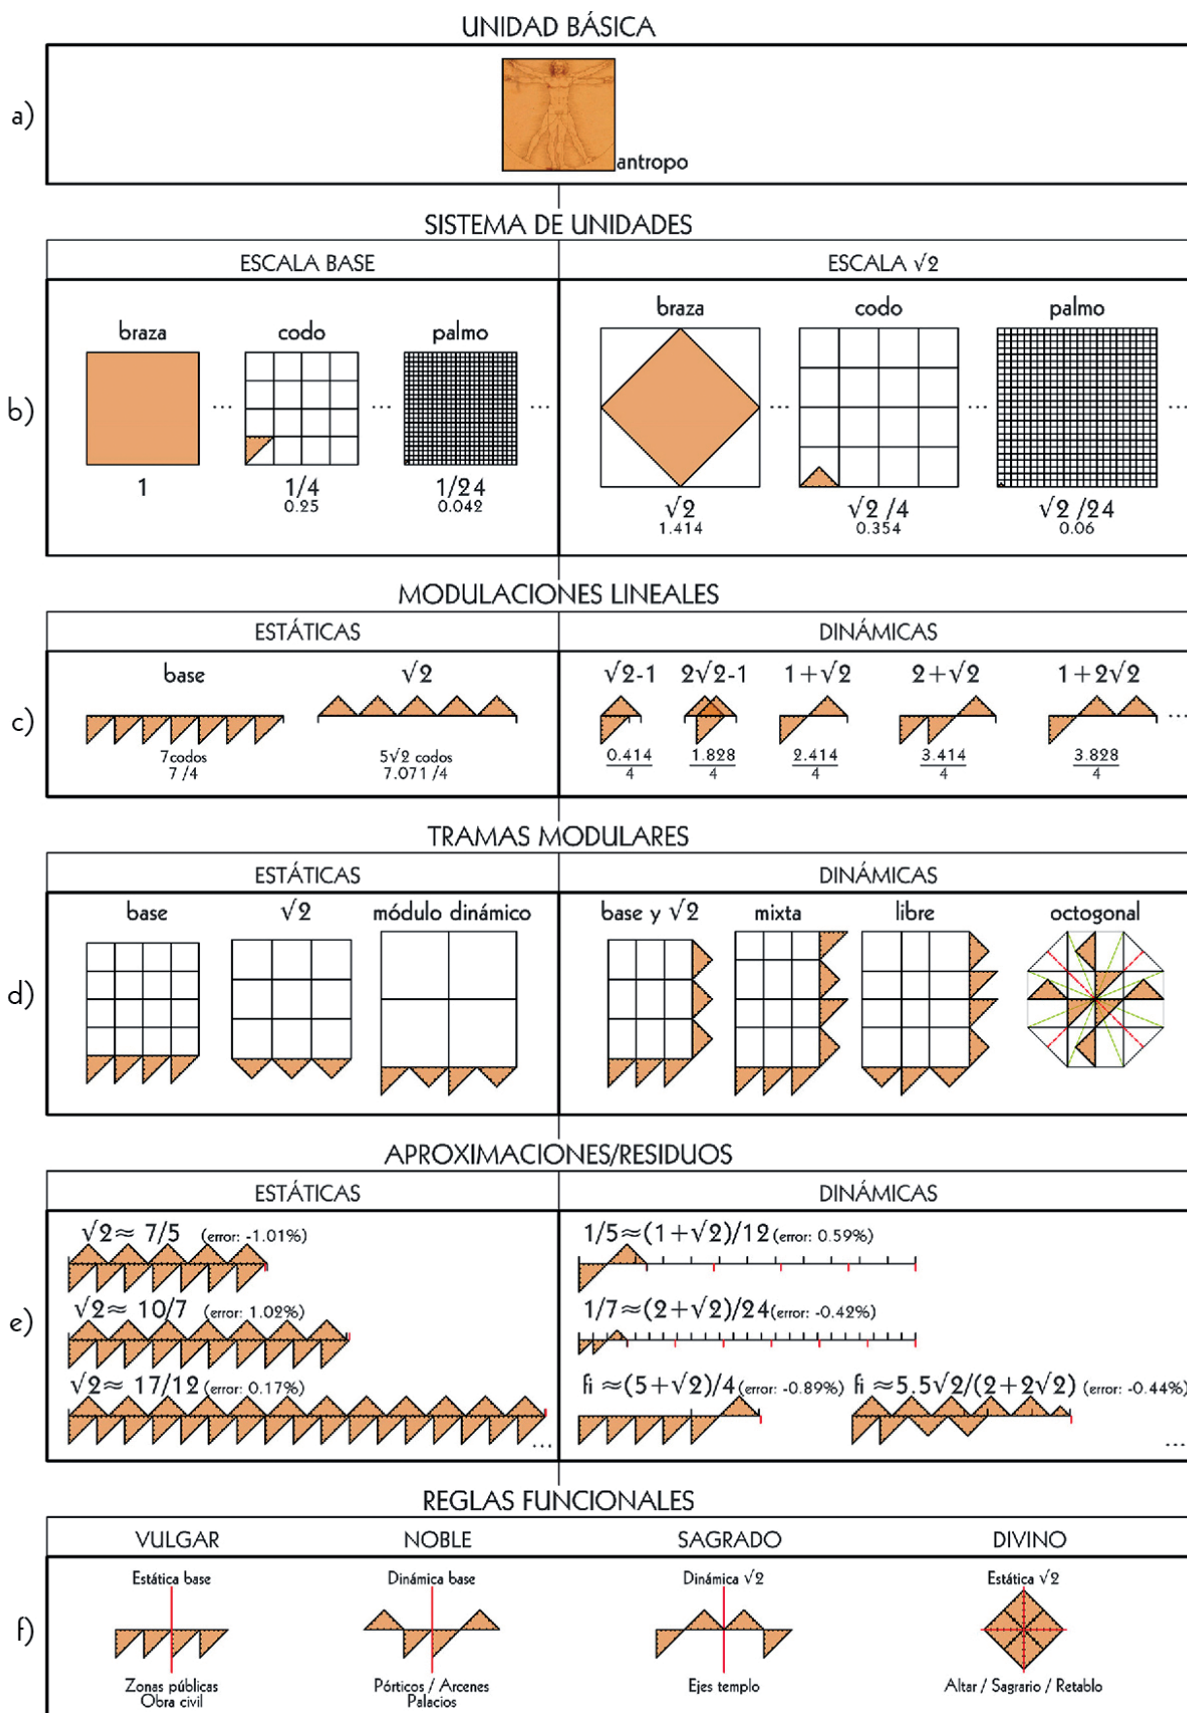 UNIDAD BÁSICA
a)
antropo
SISTEMA DE UNIDADES
ESCALA BASE
ESCALA √2
b)
braza
codo
palmo
braza
codo
palmo
...
...
...
...
...
...
1
1/4
0.25
1/24
0.042
√2
1.414
√2 /4
0.354
√2 /24
0.06
MODULACIONES LINEALES
ESTÁTICAS
DINÁMICAS
c)
base
√2
√2-1
2√2-1
1+√2
2+√2
1+2√2
...
7codos
7 /4
5√2 codos
7.071 /4
0.414
4
1.828
4
2.414
4
3.414
4
3.828
4
TRAMAS MODULARES
ESTÁTICAS
DINÁMICAS
d)
base
√2
módulo dinámico
base y √2
mixta
libre
octogonal
APROXIMACIONES/RESIDUOS
ESTÁTICAS
DINÁMICAS
e)
√2≈ 7/5 (error: -1.01%)
1/5≈(1+√2)/12 (error: 0.59%)
√2≈ 10/7 (error: 1.02%)
1/7≈(2+√2)/24 (error: -0.42%)
√2≈ 17/12 (error: 0.17%)
fi ≈(5+√2)/4 (error: -0.89%)
fi ≈5.5√2/(2+2√2) (error: -0.44%)
...
...
REGLAS FUNCIONALES
VULGAR
NOBLE
SAGRADO
DIVINO
f)
Estática base
Dinámica base
Dinámica √2
Estática √2
Zonas públicas
Obra civil
Pórticos / Arcenes
Palacios
Ejes templo
Altar / Sagrario / Retablo